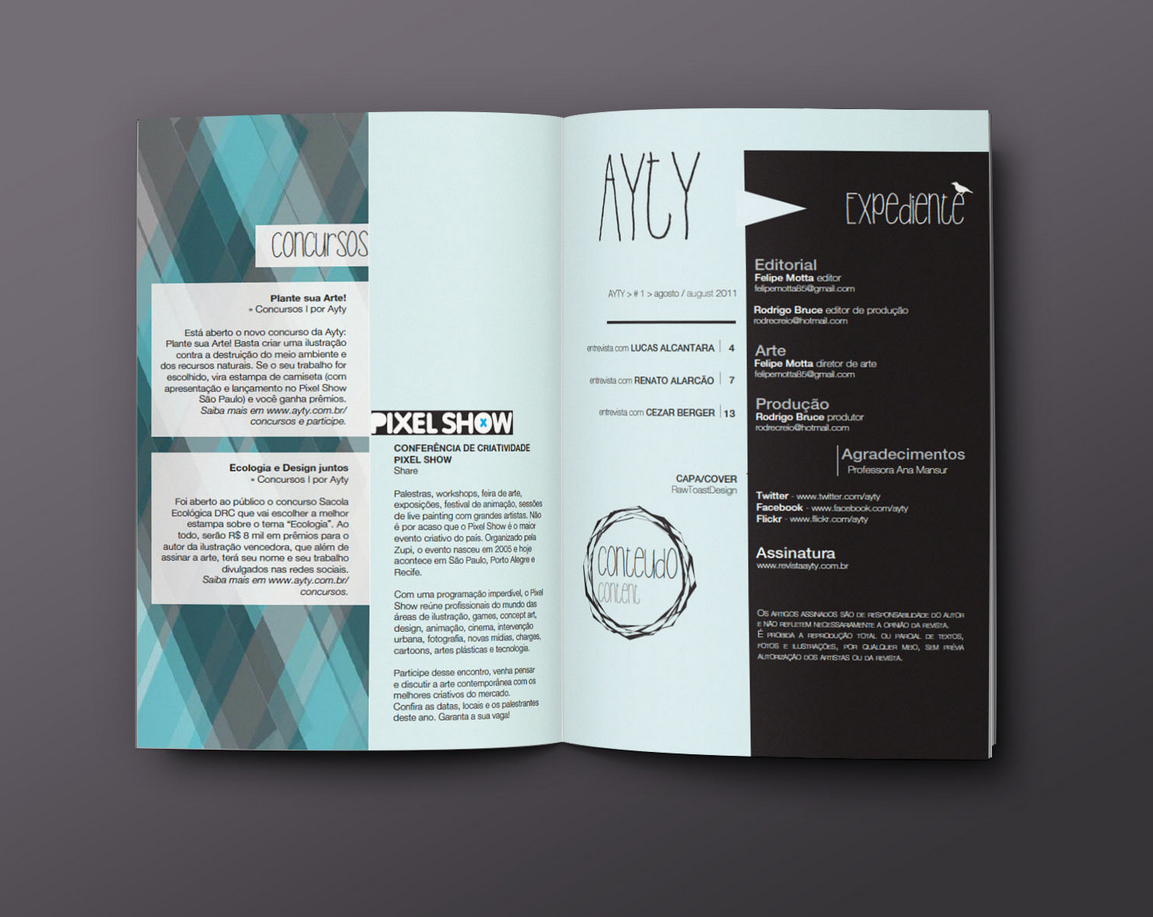 concursos
Plante sua Arte!
» Concursos | por Ayty
Está aberto o novo concurso da Ayty:
Plante sua Arte! Basta criar uma ilustração
contra a destruição do meio ambiente e
dos recursos naturais. Se o seu trabalho for
escolhido, vira estampa de camiseta (com
apresentação e lançamento no Pixel Show
São Paulo) e você ganha prêmios.
Saiba mais em www.ayty.com.br/
concursos e participe.
Ecologia e Design juntos
» Concursos | por Ayty
Foi aberto ao público o concurso Sacola
Ecológica DRC que vai escolher a melhor
estampa sobre o tema “Ecologia”. Ao
todo, serão R$ 8 mil em prêmios para o
autor da ilustração vencedora, que além de
assinar a arte, terá seu nome e seu trabalho
divulgados nas redes sociais.
Saiba mais em www.ayty.com.br/
concursos.
PIXEL SHOW
CONFERÊNCIA DE CRIATIVIDADE
PIXEL SHOW
Share
Palestras, workshops, feira de arte,
exposições, festival de animação, sessões
de live painting com grandes artistas. Não
é por acaso que o Pixel Show é o maior
evento criativo do país. Organizado pela
Zupi, o evento nasceu em 2005 e hoje
acontece em São Paulo, Porto Alegre e
Recife.
Com uma programação imperdível, o Pixel
Show reúne profissionais do mundo das
áreas de ilustração, games, concept art,
design, animação, cinema, intervenção
urbana, fotografia, novas mídias, charges,
cartoons, artes plásticas e tecnologia.
Participe desse encontro, venha pensar
e discutir a arte contemporânea com os
melhores criativos do mercado.
Confira as datas, locais e os palestrantes
deste ano. Garanta a sua vaga!
AYtY
AYTY > # 1 > agosto / august 2011
entrevista com LUCAS ALCANTARA | 4
entrevista com RENATO ALARCÃO | 7
entrevista com CEZAR BERGER | 13
CAPA/COVER
RawToastDesign
conteudo
content
Expediente
Editorial
Felipe Motta editor
felipemotta85@gmail.com
Rodrigo Bruce editor de produção
rodrecreio@hotmail.com
Arte
Felipe Motta diretor de arte
felipemotta85@gmail.com
Produção
Rodrigo Bruce produtor
rodrecreio@hotmail.com
Agradecimentos
Professora Ana Mansur
Twitter - www.twitter.com/ayty
Facebook - www.facebook.com/ayty
Flickr - www.flickr.com/ayty
Assinatura
www.revistaayty.com.br
Os artigos assinados são de responsabilidade do autor
e não refletem necessariamente a opinião da revista.
É proibida a reprodução total ou parcial de textos,
fotos e ilustrações, por qualquer meio, sem prévia
autorização dos artistas ou da revista.